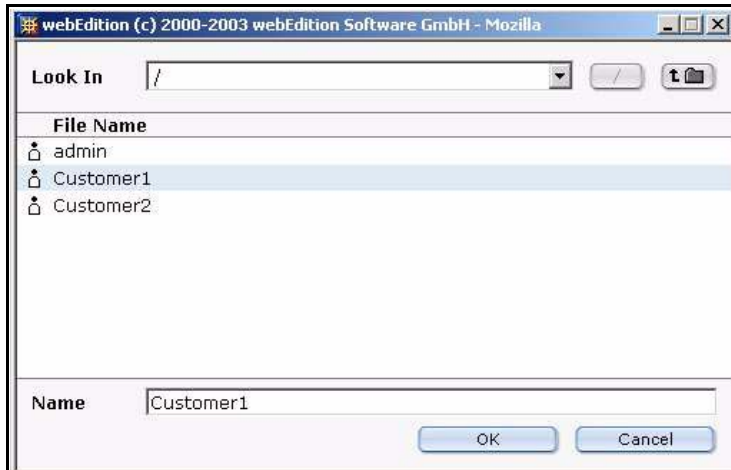 webEdition (c) 2000-2003 webEdition Software GmbH - Mozilla
Look In / /
File Name
admin
Customer1
Customer2
Name Customer1
OK Cancel